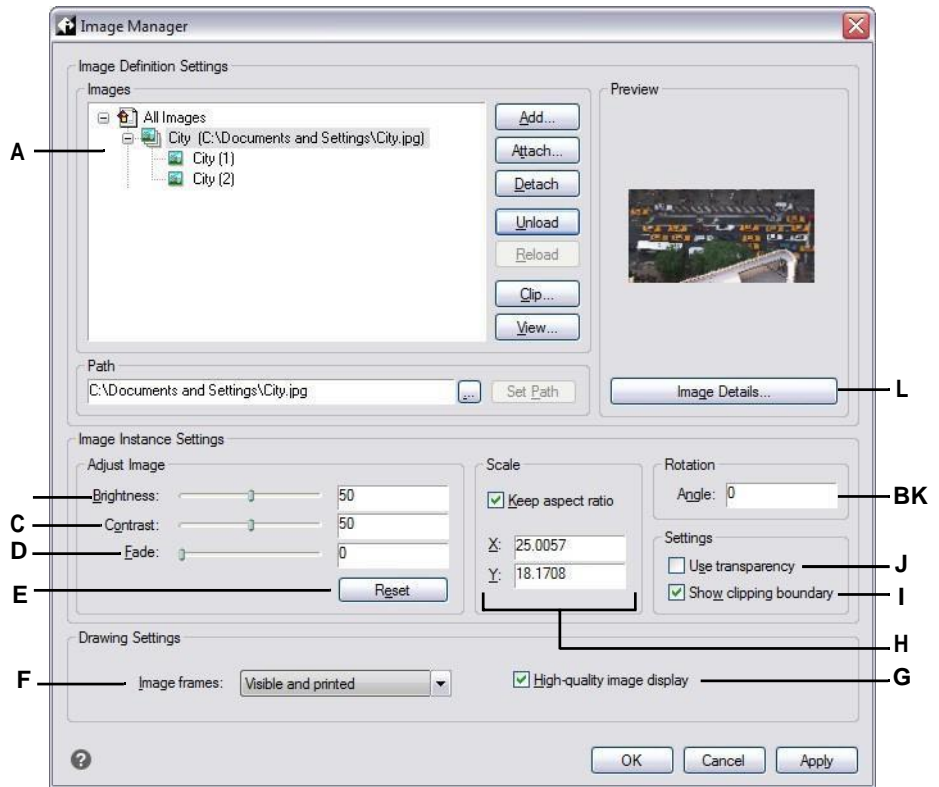 Image Manager
Image Definition Settings
Images
Preview
All Images
City (C:\Documents and Settings\City.jpg)
City (1)
City (2)
A
Add...
Attach...
Detach
Unload
Reload
Clip...
View...
Path
C:\Documents and Settings\City.jpg
...
Set Path
Image Details...
L
Image Instance Settings
Adjust Image
Brightness:
50
C
Contrast:
50
D
Fade:
0
E
Reset
Scale
Keep aspect ratio
X:
25.0057
Y:
18.1708
H
Rotation
Angle:
0
BK
Settings
Use transparency
J
Show clipping boundary
I
Drawing Settings
F
Image frames:
Visible and printed
High-quality image display
G
?
OK
Cancel
Apply